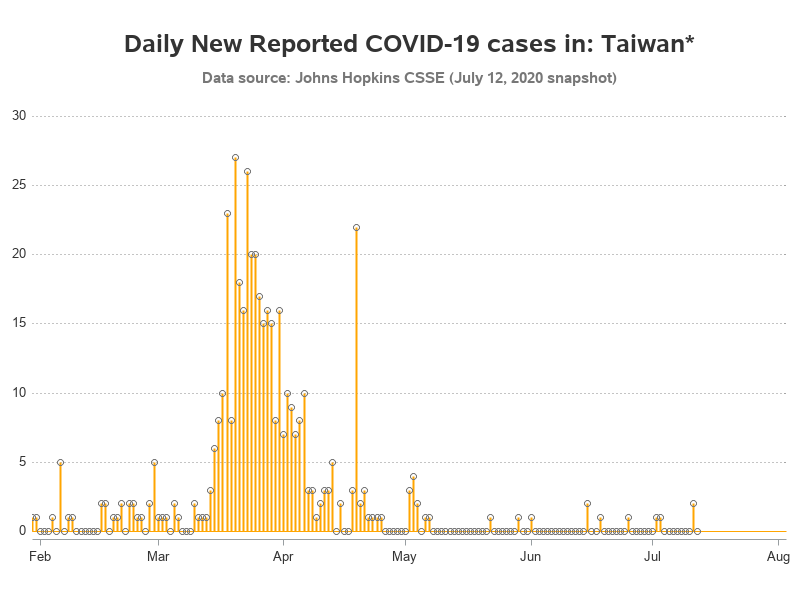 Daily New Reported COVID-19 cases in: Taiwan*
Data source: Johns Hopkins CSSE (July 12, 2020 snapshot)
30
25
20
15
10
5
0
Feb Mar Apr May Jun Jul Aug